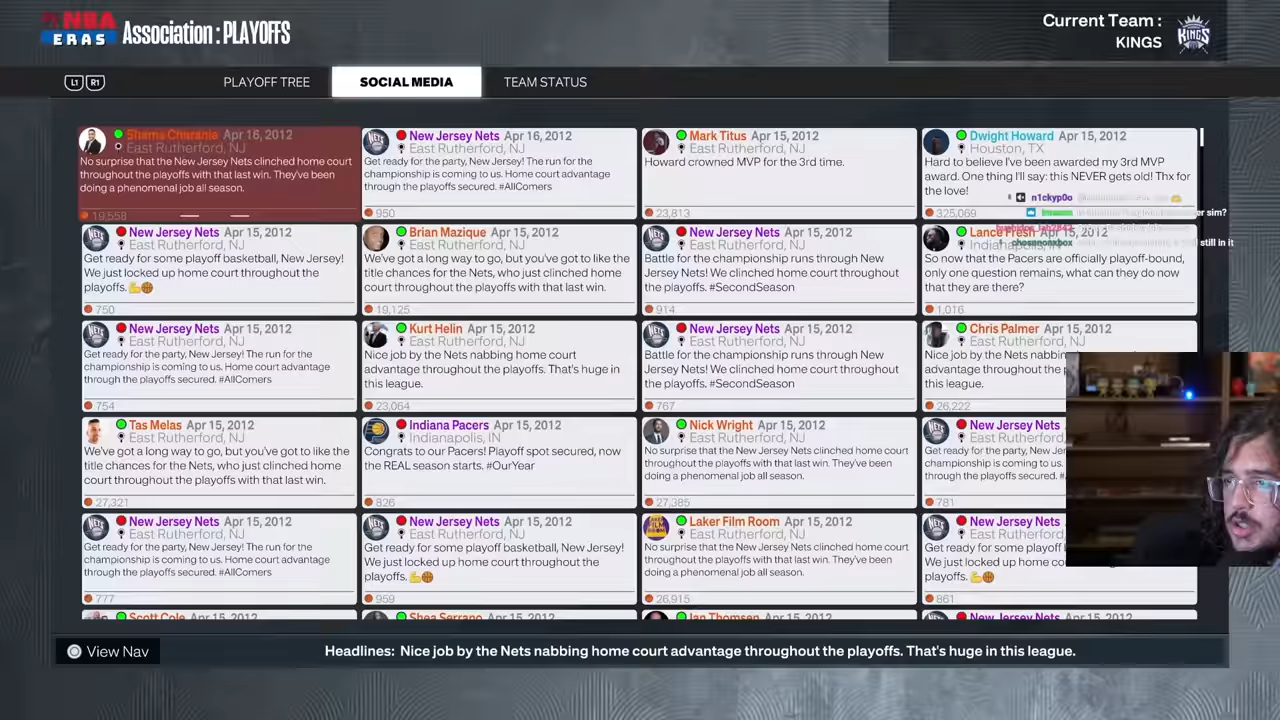 NBA
ERAS
Association : PLAYOFFS
Current Team :
KINGS
KINGS
L1 R1
PLAYOFF TREE
SOCIAL MEDIA
TEAM STATUS
Shams Charania Apr 16, 2012
East Rutherford, NJ
No surprise that the New Jersey Nets clinched home court
throughout the playoffs with that last win. They've been
doing a phenomenal job all season.
19,558
New Jersey Nets Apr 16, 2012
East Rutherford, NJ
Get ready for the party, New Jersey! The run for the
championship is coming to us. Home court advantage
through the playoffs secured. #AllComers
950
Mark Titus Apr 15, 2012
East Rutherford, NJ
Howard crowned MVP for the 3rd time.
23,813
Dwight Howard Apr 15, 2012
Houston, TX
Hard to believe I've been awarded my 3rd MVP
award. One thing I'll say: this NEVER gets old! Thx for
the love!
325,069
n1ckyp0o
er sim?
chosenonxbox
still in it
New Jersey Nets Apr 15, 2012
East Rutherford, NJ
Get ready for some playoff basketball, New Jersey!
We just locked up home court throughout the
playoffs. 💪🏀
750
Brian Mazique Apr 15, 2012
East Rutherford, NJ
We've got a long way to go, but you've got to like the
title chances for the Nets, who just clinched home
court throughout the playoffs with that last win.
19,125
New Jersey Nets Apr 15, 2012
East Rutherford, NJ
Battle for the championship runs through New
Jersey Nets! We clinched home court throughout
the playoffs. #SecondSeason
914
Lance Fresh Apr 15, 2012
So now that the Pacers are officially playoff-bound,
only one question remains, what can they do now
that they are there?
1,016
New Jersey Nets Apr 15, 2012
East Rutherford, NJ
Get ready for the party, New Jersey! The run for the
championship is coming to us. Home court advantage
through the playoffs secured. #AllComers
754
Kurt Helin Apr 15, 2012
East Rutherford, NJ
Nice job by the Nets nabbing home court
advantage throughout the playoffs. That's huge in
this league.
23,064
New Jersey Nets Apr 15, 2012
East Rutherford, NJ
Battle for the championship runs through New
Jersey Nets! We clinched home court throughout
the playoffs. #SecondSeason
767
Chris Palmer Apr 15, 2012
East Rutherford, NJ
Nice job by the Nets nabbin
advantage throughout the p
this league.
26,222
Tas Melas Apr 15, 2012
East Rutherford, NJ
We've got a long way to go, but you've got to like the
title chances for the Nets, who just clinched home
court throughout the playoffs with that last win.
27,321
Indiana Pacers Apr 15, 2012
Indianapolis, IN
Congrats to our Pacers! Playoff spot secured, now
the REAL season starts. #OurYear
826
Nick Wright Apr 15, 2012
East Rutherford, NJ
No surprise that the New Jersey Nets clinched home court
throughout the playoffs with that last win. They've been
doing a phenomenal job all season.
27,385
New Jersey Nets
East Rutherford, NJ
Get ready for the party, New
championship is coming to us.
through the playoffs secured. #
781
New Jersey Nets Apr 15, 2012
East Rutherford, NJ
Get ready for the party, New Jersey! The run for the
championship is coming to us. Home court advantage
through the playoffs secured. #AllComers
777
New Jersey Nets Apr 15, 2012
East Rutherford, NJ
Get ready for some playoff basketball, New Jersey!
We just locked up home court throughout the
playoffs. 💪🏀
959
Laker Film Room Apr 15, 2012
East Rutherford, NJ
No surprise that the New Jersey Nets clinched home court
throughout the playoffs with that last win. They've been
doing a phenomenal job all season.
26,915
New Jersey Nets
East Rutherford, NJ
Get ready for some playoff
We just locked up home co
playoffs. 💪🏀
861
Scott Cole Apr 15, 2012
Shea Serrano Apr 15, 2012
Ian Thomsen Apr 15, 2012
New Jersey Nets Apr 15, 2012
View Nav
Headlines: Nice job by the Nets nabbing home court advantage throughout the playoffs. That's huge in this league.